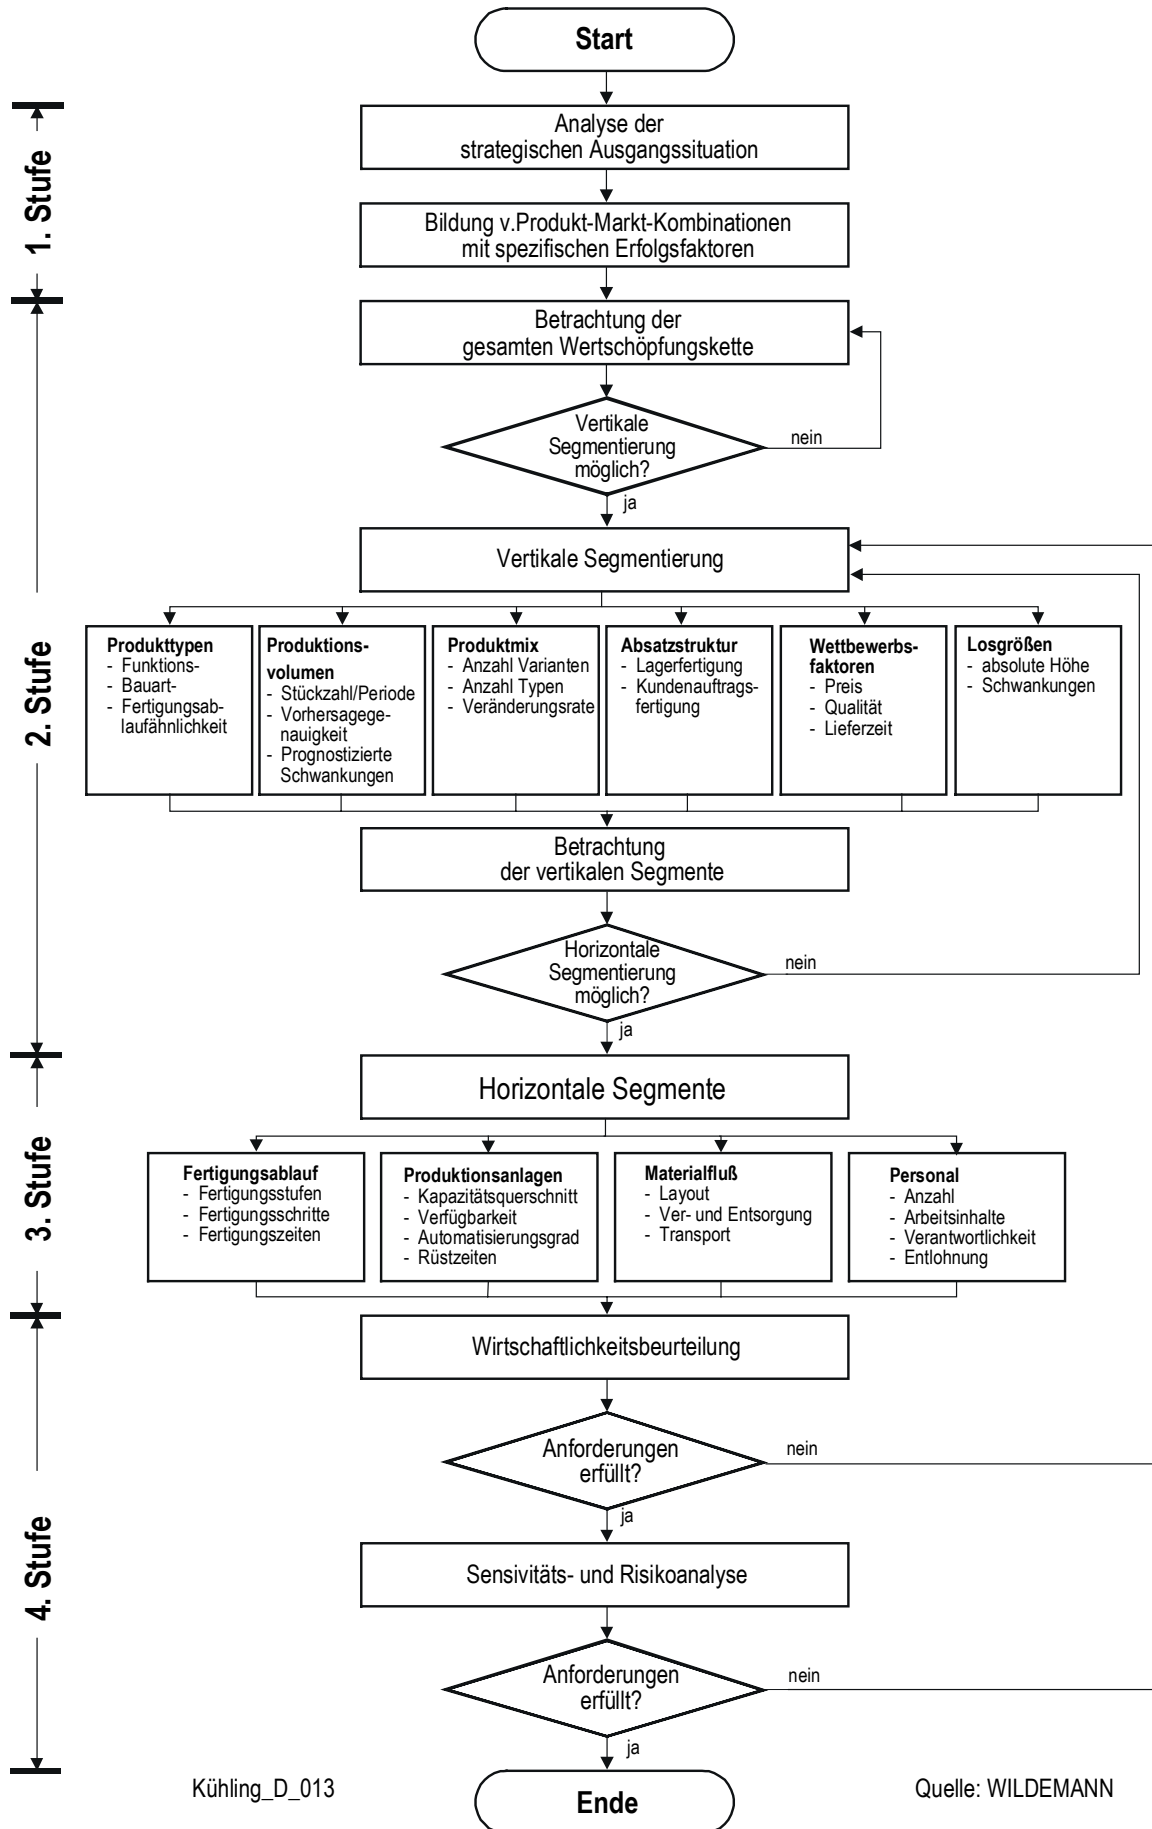 Start
1. Stufe
Analyse der
strategischen Ausgangssituation
Bildung v.Produkt-Markt-Kombinationen
mit spezifischen Erfolgsfaktoren
2. Stufe
Betrachtung der
gesamten Wertschöpfungskette
Vertikale
Segmentierung
möglich?
nein
ja
Vertikale Segmentierung
Produkttypen
- Funktions-
- Bauart-
- Fertigungsab-
laufähnlichkeit
Produktions-
volumen
- Stückzahl/Periode
- Vorhersagege-
nauigkeit
- Prognostizierte
Schwankungen
Produktmix
- Anzahl Varianten
- Anzahl Typen
- Veränderungsrate
Absatzstruktur
- Lagerfertigung
- Kundenauftrags-
fertigung
Wettbewerbs-
faktoren
- Preis
- Qualität
- Lieferzeit
Losgrößen
- absolute Höhe
- Schwankungen
Betrachtung
der vertikalen Segmente
Horizontale
Segmentierung
möglich?
nein
ja
3. Stufe
Horizontale Segmente
Fertigungsablauf
- Fertigungsstufen
- Fertigungsschritte
- Fertigungszeiten
Produktionsanlagen
- Kapazitätsquerschnitt
- Verfügbarkeit
- Automatisierungsgrad
- Rüstzeiten
Materialfluß
- Layout
- Ver- und Entsorgung
- Transport
Personal
- Anzahl
- Arbeitsinhalte
- Verantwortlichkeit
- Entlohnung
4. Stufe
Wirtschaftlichkeitsbeurteilung
Anforderungen
erfüllt?
nein
ja
Sensivitäts- und Risikoanalyse
Anforderungen
erfüllt?
nein
ja
Kühling_D_013
Ende
Quelle: WILDEMANN